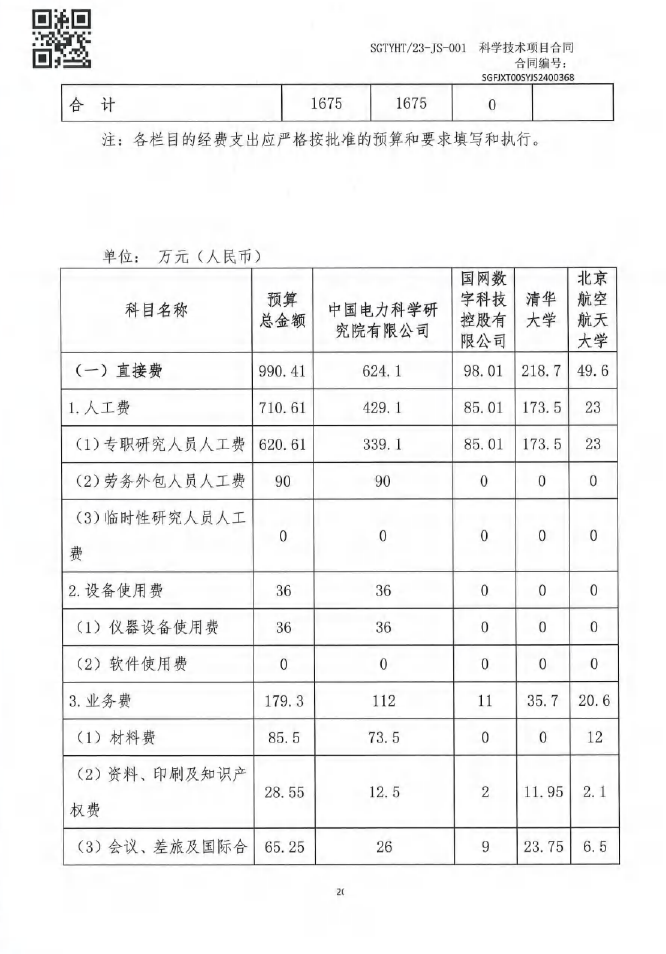 SGTYHT/23-JS-001 科学技术项目合同
合同编号:
SGFJXT00SYJS2400368
合 计 1675 1675 0
注: 各栏目的经费支出应严格按批准的预算和要求填写和执行。
单位: 万元(人民币)
科目名称 预算总金额 中国电力科学研究院有限公司 国网数字科技控股有限公司 清华大学 北京航空航天大学
(一)直接费 990.41 624.1 98.01 218.7 49.6
1.人工费 710.61 429.1 85.01 173.5 23
(1)专职研究人员人工费 620.61 339.1 85.01 173.5 23
(2)劳务外包人员人工费 90 90 0 0 0
(3)临时性研究人员人工费 0 0 0 0 0
2.设备使用费 36 36 0 0 0
(1)仪器设备使用费 36 36 0 0 0
(2)软件使用费 0 0 0 0 0
3.业务费 179.3 112 11 35.7 20.6
(1)材料费 85.5 73.5 0 0 12
(2)资料、印刷及知识产权费 28.55 12.5 2 11.95 2.1
(3)会议、差旅及国际合 65.25 26 9 23.75 6.5